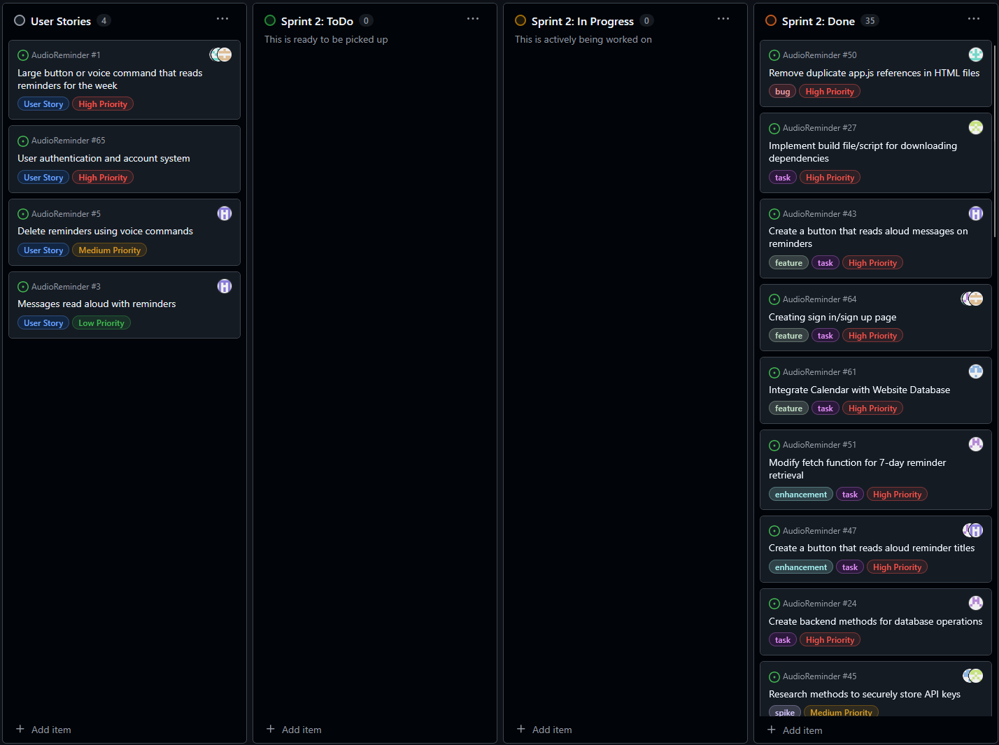 User Stories 4 ...
AudioReminder #1
Large button or voice command that reads
reminders for the week
User Story High Priority
AudioReminder #65
User authentication and account system
User Story High Priority
AudioReminder #5
Delete reminders using voice commands
User Story Medium Priority
AudioReminder #3
Messages read aloud with reminders
User Story Low Priority
+ Add item
Sprint 2: ToDo 0 ...
This is ready to be picked up
+ Add item
Sprint 2: In Progress 0 ...
This is actively being worked on
+ Add item
Sprint 2: Done 35 ...
AudioReminder #50
Remove duplicate app.js references in HTML files
bug High Priority
AudioReminder #27
Implement build file/script for downloading
dependencies
task High Priority
AudioReminder #43
Create a button that reads aloud messages on
reminders
feature task High Priority
AudioReminder #64
Creating sign in/sign up page
feature task High Priority
AudioReminder #61
Integrate Calendar with Website Database
feature task High Priority
AudioReminder #51
Modify fetch function for 7-day reminder
retrieval
enhancement task High Priority
AudioReminder #47
Create a button that reads aloud reminder titles
enhancement task High Priority
AudioReminder #24
Create backend methods for database operations
task High Priority
AudioReminder #45
Research methods to securely store API keys
spike Medium Priority
+ Add item